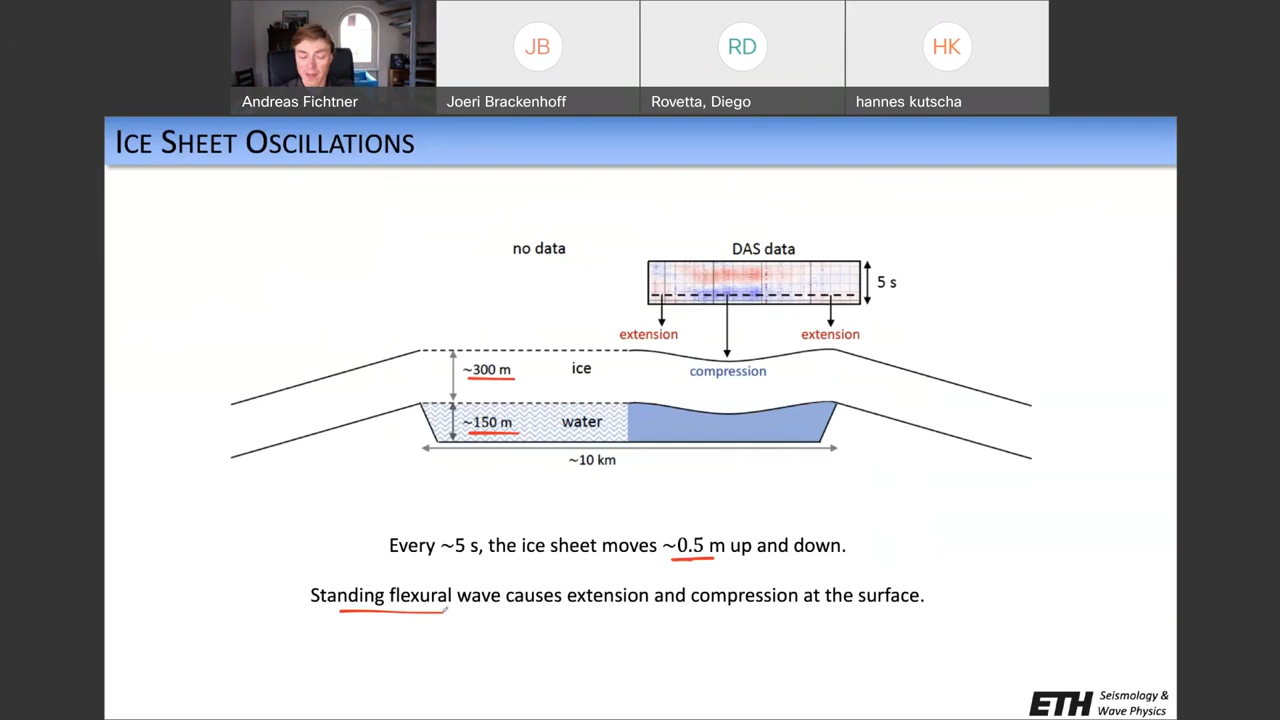 JB
RD
HK
Andreas Fichtner
Joeri Brackenhoff
Rovetta, Diego
hannes kutscha
ICE SHEET OSCILLATIONS
no data
DAS data
5 s
extension
extension
~300 m
ice
compression
~150 m
water
~10 km
Every ~5 s, the ice sheet moves ~0.5 m up and down.
Standing flexural wave causes extension and compression at the surface.
ETH Seismology &
Wave Physics